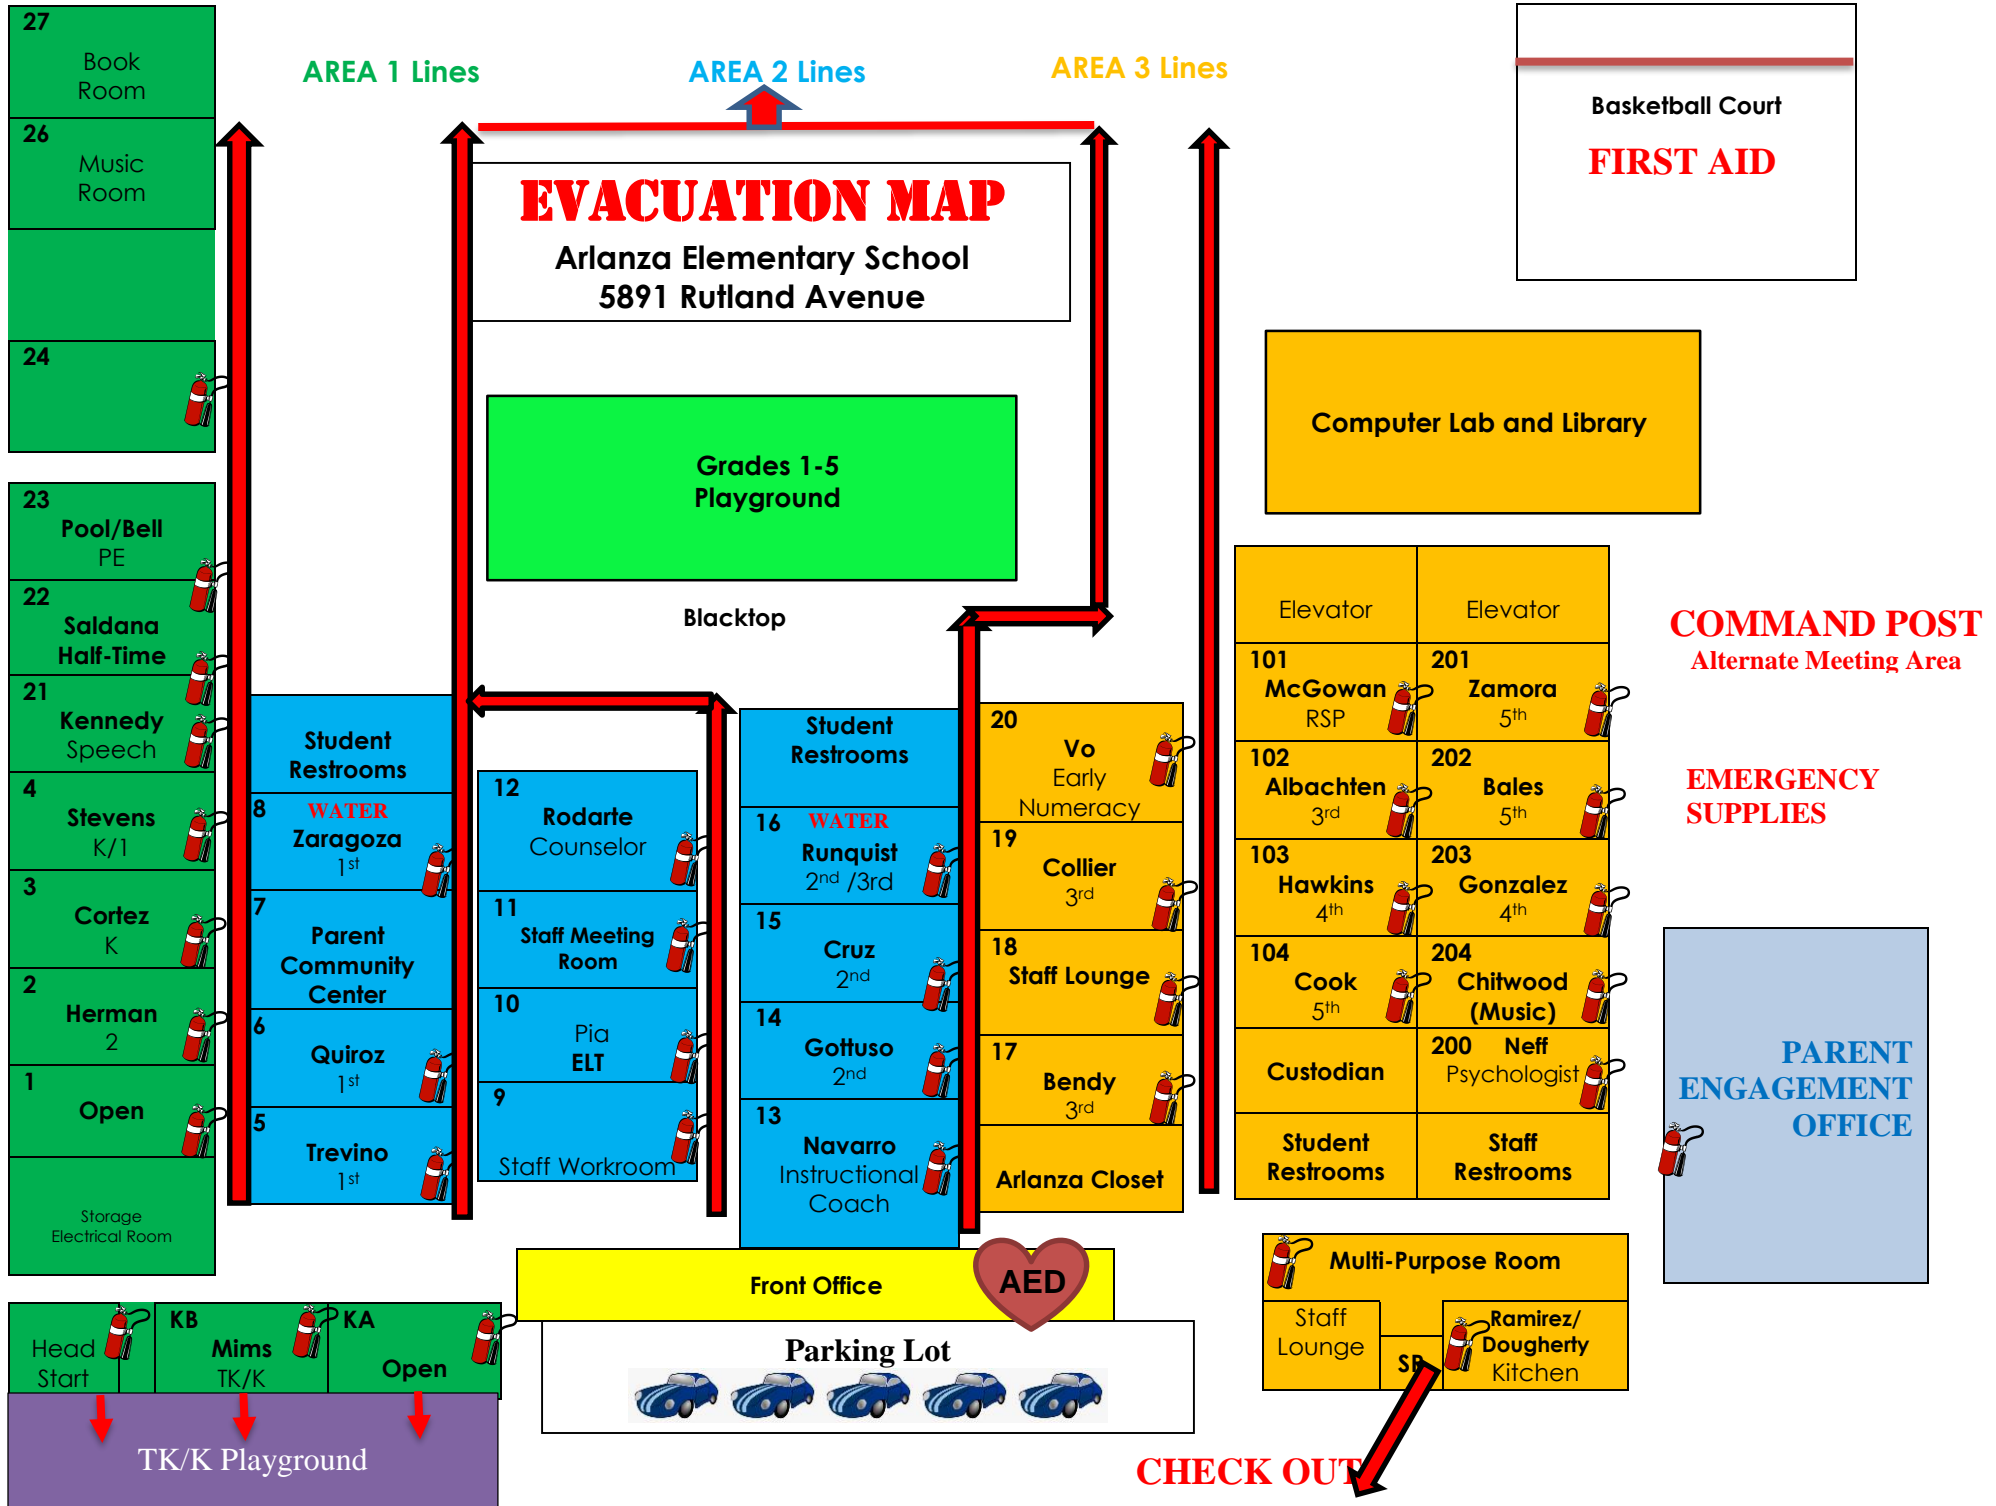 AREA 1 Lines
AREA 2 Lines
AREA 3 Lines
EVACUATION MAP
Arlanza Elementary School
5891 Rutland Avenue
Basketball Court
FIRST AID
27
Book
Room
26
Music
Room
24
23
Pool/Bell
PE
22
Saldana
Half-Time
21
Kennedy
Speech
4
Stevens
K/1
3
Cortez
K
2
Herman
2
1
Open
Storage
Electrical Room
Grades 1-5
Playground
Blacktop
Computer Lab and Library
Student
Restrooms
8
WATER
Zaragoza
1st
7
Parent
Community
Center
6
Quiroz
1st
5
Trevino
1st
12
Rodarte
Counselor
11
Staff Meeting
Room
10
Pia
ELT
9
Staff Workroom
Student
Restrooms
16
WATER
Runquist
2nd /3rd
15
Cruz
2nd
14
Gottuso
2nd
13
Navarro
Instructional
Coach
20
Vo
Early
Numeracy
19
Collier
3rd
18
Staff Lounge
17
Bendy
3rd
Arlanza Closet
Elevator
Elevator
101
McGowan
RSP
201
Zamora
5th
102
Albachten
3rd
202
Bales
5th
103
Hawkins
4th
203
Gonzalez
4th
104
Cook
5th
204
Chitwood
(Music)
Custodian
200 Neff
Psychologist
Student
Restrooms
Staff
Restrooms
COMMAND POST
Alternate Meeting Area
EMERGENCY
SUPPLIES
PARENT
ENGAGEMENT
OFFICE
Front Office
AED
Parking Lot
Multi-Purpose Room
Staff
Lounge
Ramirez/
Dougherty
Kitchen
CHECK OUT
Head
Start
KB
Mims
TK/K
KA
Open
TK/K Playground